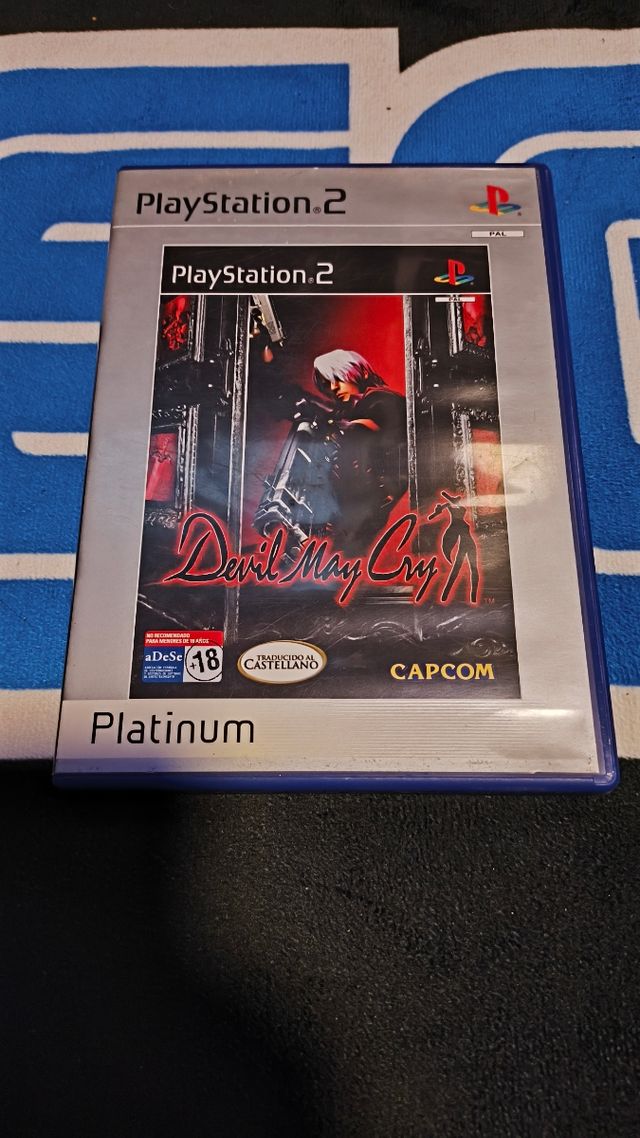 PlayStation®2
PAL
PlayStation®2
PAL
Devil May Cry
TM
NO RECOMENDADO
PARA MENORES DE 18 AÑOS
aDeSe
+18
TRADUCIDO AL
CASTELLANO
CAPCOM
Platinum